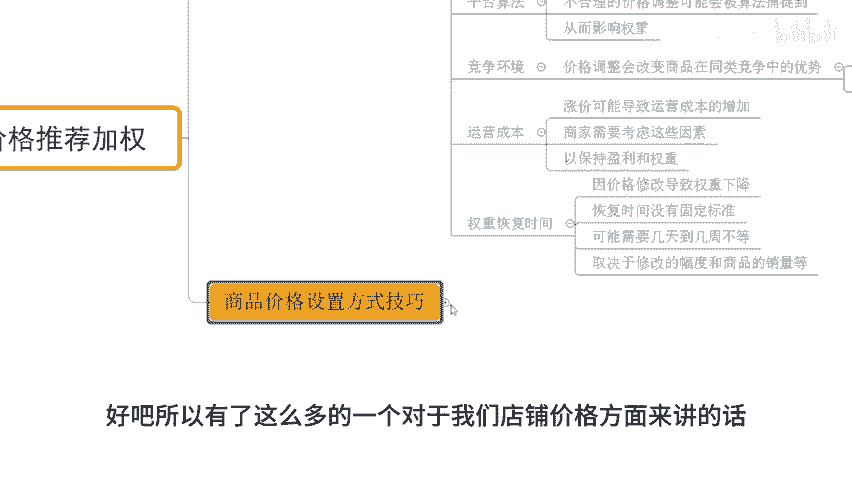 平台算法
不合理的价格调整可能会被算法捕捉到
从而影响权重
竞争环境
价格调整会改变商品在同类竞争中的优势
价格推荐加权
运营成本
涨价可能导致运营成本的增加
商家需要考虑这些因素
以保持盈利和权重
权重恢复时间
因价格修改导致权重下降
恢复时间没有固定标准
可能需要几天到几周不等
取决于修改的幅度和商品的销量等
商品价格设置方式技巧
好吧所以有了这么多的一个对于我们店铺价格方面来讲的话